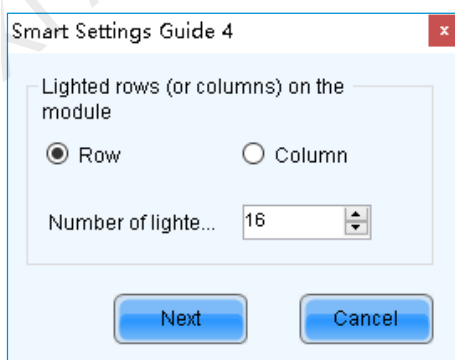 Smart Settings Guide 4
x
Lighted rows (or columns) on the
module
Row Column
Number of lighte... 16
Next Cancel